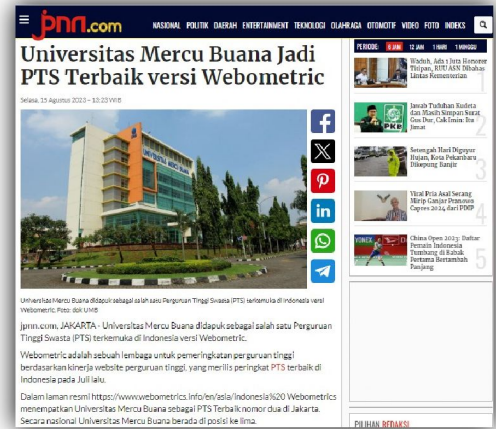 jpnn.com
NASIONAL POLITIK DAERAH ENTERTAINMENT TEKNOLOGI OLAHRAGA OTOMOTIF VIDEO FOTO INDEKS
Universitas Mercu Buana Jadi
PTS Terbaik versi Webometric
Selasa, 15 Agustus 2023 – 13:23 WIB
UNIVERSITAS MERCU BUANA
Universitas Mercu Buana didapuk sebagai salah satu Perguruan Tinggi Swasta (PTS) terkemuka di Indonesia versi
Webometric. Foto: dok UMB
jpnn.com, JAKARTA - Universitas Mercu Buana didapuk sebagai salah satu Perguruan
Tinggi Swasta (PTS) terkemuka di Indonesia versi Webometric.
Webometric adalah sebuah lembaga untuk pemeringkatan perguruan tinggi
berdasarkan kinerja website perguruan tinggi, yang merilis peringkat PTS terbaik di
Indonesia pada Juli lalu.
Dalam laman resmi https://www.webometrics.info/en/asia/indonesia%20 Webometrics
menempatkan Universitas Mercu Buana sebagai PTS Terbaik nomor dua di Jakarta.
Secara nasional Universitas Mercu Buana berada di posisi ke lima.
PERIODE: 6 JAM 12 JAM 1 HARI 1 MINGGU
Waduh, Ada 1 Juta Honorer
Titipan, RUU ASN Dibahas
Lintas Kementerian
1
Jawab Tuduhan Kudeta
dan Masih Simpan Surat
Gus Dur, Cak Imin: Itu
Jimat
2
PKB
Setengah Hari Diguyur
Hujan, Kota Pekanbaru
Dikepung Banjir
3
Viral Pria Asal Serang
Mirip Ganjar Pranowo
Capres 2024 dari PDIP
4
China Open 2023: Daftar
Pemain Indonesia
Tumbang di Babak
Pertama Bertambah
Panjang
5
YONEX
PILIHAN REDAKSI